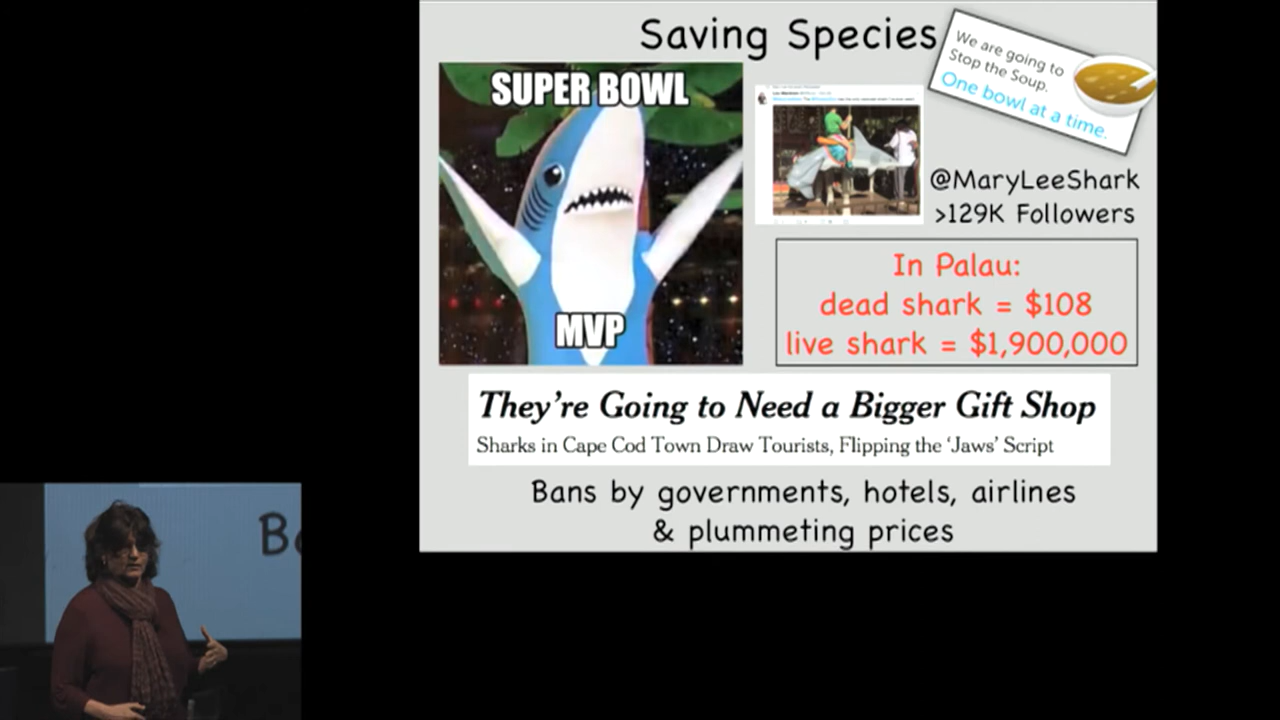 Saving Species
We are going to
Stop the Soup.
One bowl at a time.
SUPER BOWL
MVP
@MaryLeeShark
>129K Followers
In Palau:
dead shark = $108
live shark = $1,900,000
They're Going to Need a Bigger Gift Shop
Sharks in Cape Cod Town Draw Tourists, Flipping the 'Jaws' Script
Bans by governments, hotels, airlines
& plummeting prices